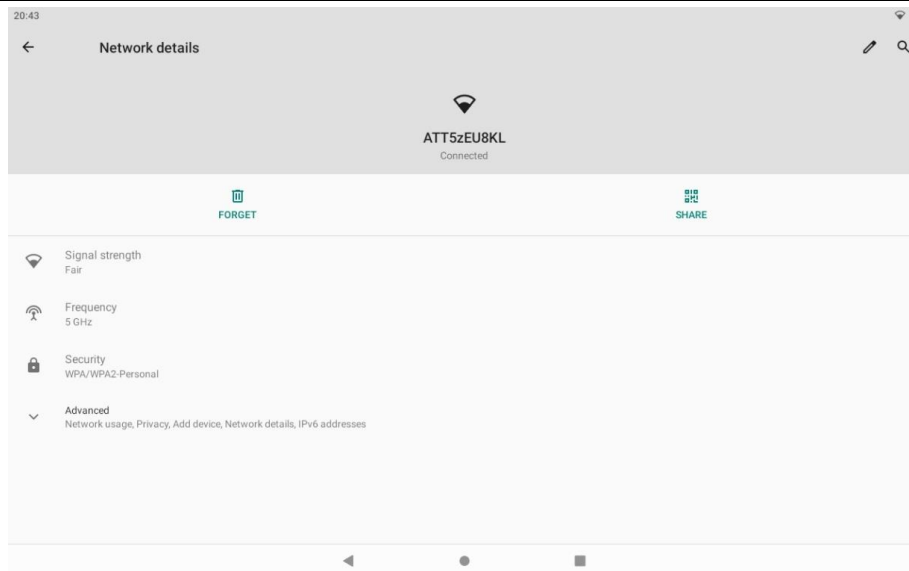 20:43
Network details
ATT5zEU8KL
Connected
FORGET
SHARE
Signal strength
Fair
Frequency
5 GHz
Security
WPA/WPA2-Personal
Advanced
Network usage, Privacy, Add device, Network details, IPv6 addresses